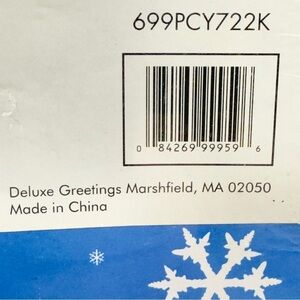 699PCY722K
0 84269 99959 6
Deluxe Greetings Marshfield, MA 02050
Made in China